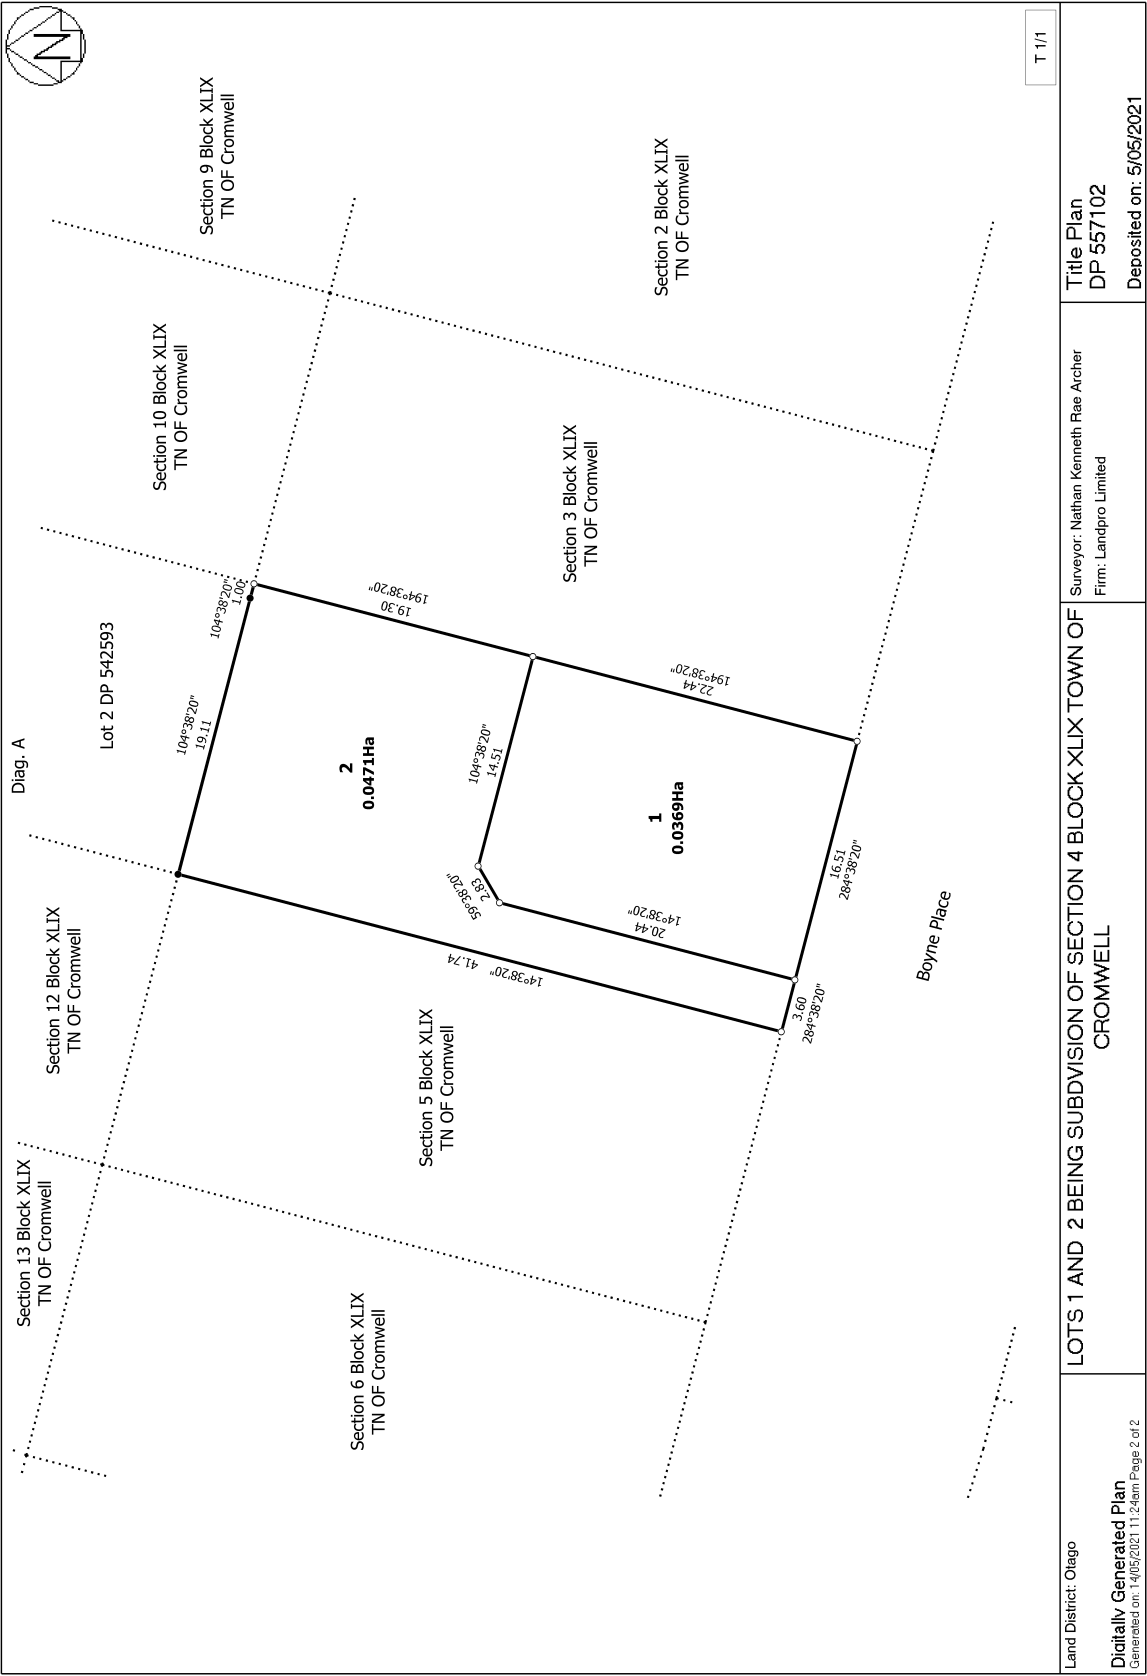 Diag. A
Section 13 Block XLIX
TN OF Cromwell
Section 12 Block XLIX
TN OF Cromwell
Lot 2 DP 542593
Section 10 Block XLIX
TN OF Cromwell
Section 9 Block XLIX
TN OF Cromwell
N
104°38'20"
19.11
104°38'20"
1.00
2
0.0471Ha
194°38'20"
19.30
104°38'20"
14.51
59°38'20"
2.83
14°38'20"
41.74
14°38'20"
20.44
1
0.0369Ha
194°38'20"
22.44
16.51
284°38'20"
3.60
284°38'20"
Section 6 Block XLIX
TN OF Cromwell
Section 5 Block XLIX
TN OF Cromwell
Section 3 Block XLIX
TN OF Cromwell
Section 2 Block XLIX
TN OF Cromwell
Boyne Place
T 1/1
Land District: Otago
Digitally Generated Plan
Generated on: 14/05/2021 11:24am Page 2 of 2
LOTS 1 AND 2 BEING SUBDVISION OF SECTION 4 BLOCK XLIX TOWN OF
CROMWELL
Surveyor: Nathan Kenneth Rae Archer
Firm: Landpro Limited
Title Plan
DP 557102
Deposited on: 5/05/2021